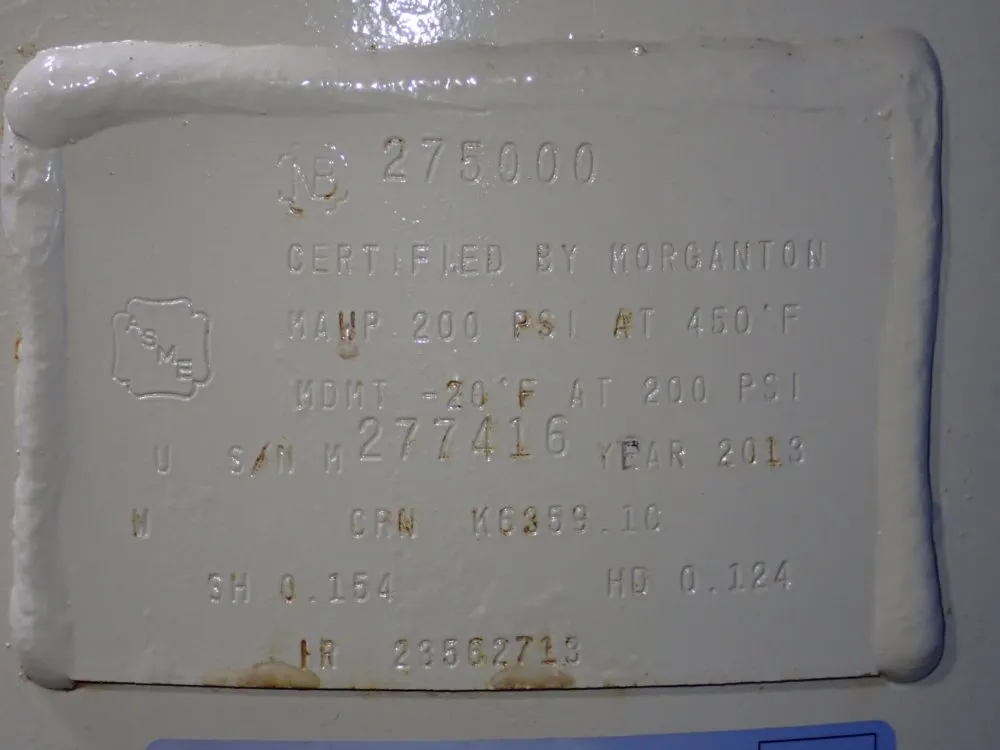 NB 275000
CERTIFIED BY MORGANTON
MAWP 200 PSI AT 450°F
ASME
MDMT -20°F AT 200 PSI
U S/N M 277416 YEAR 2013
W CRN K6359.1C
SH 0.154 HD 0.124
IR 23562713